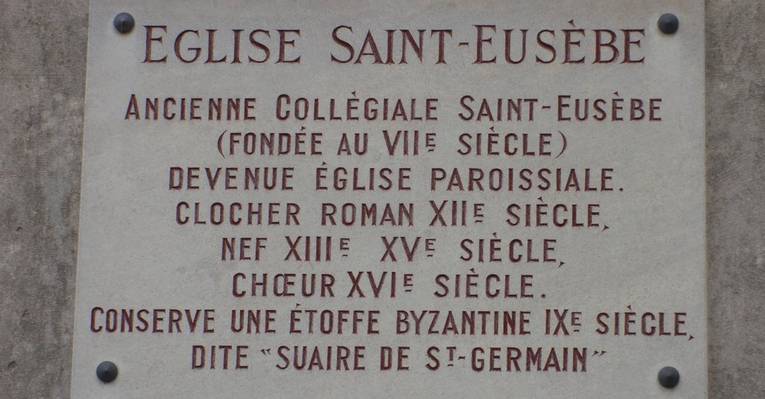 EGLISE SAINT-EUSÈBE
ANCIENNE COLLÈGIALE SAINT-EUSÈBE
(FONDÉE AU VIIE SIÈCLE)
DEVENUE ÉGLISE PAROISSIALE.
CLOCHER ROMAN XIIE SIÈCLE,
NEF XIIIE XVE SIÈCLE,
CHŒUR XVIE SIÈCLE.
CONSERVE UNE ÉTOFFE BYZANTINE IXE SIÈCLE,
DITE "SUAIRE DE ST-GERMAIN"